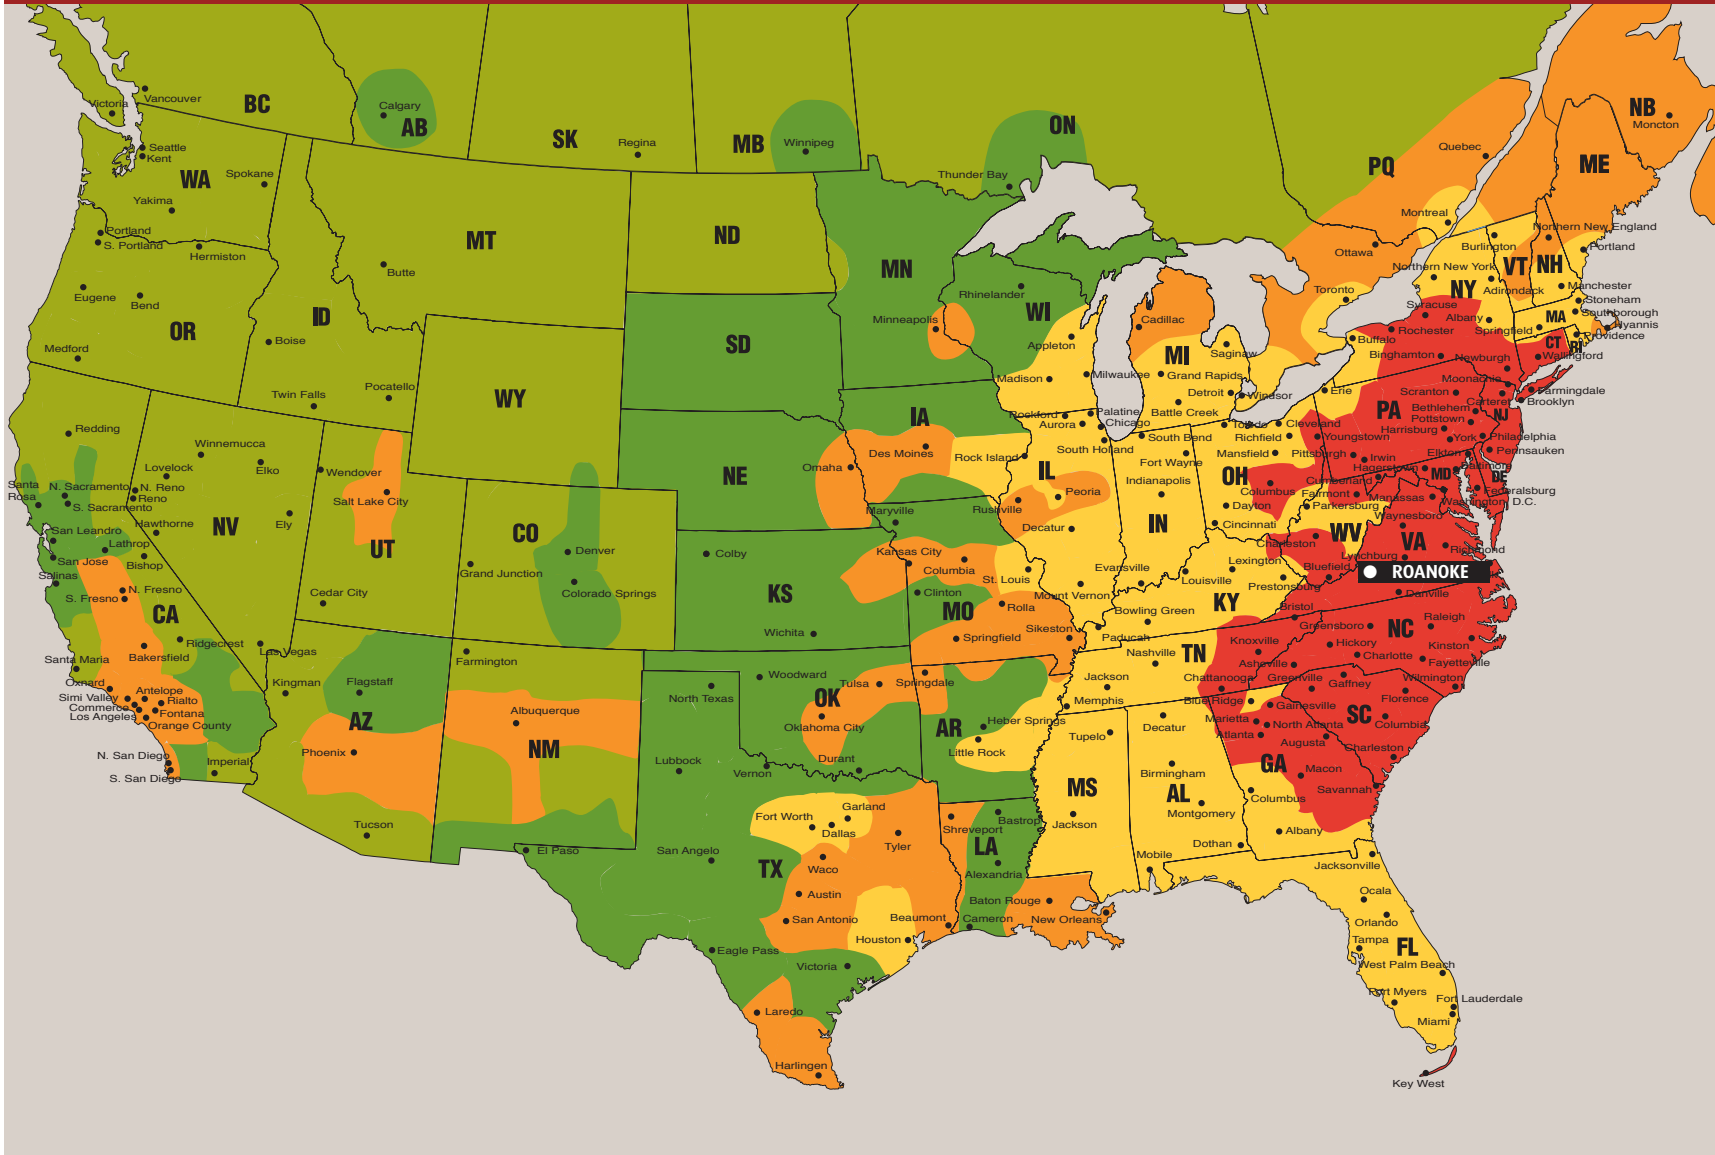 Victoria
Vancouver
BC
Calgary
AB
SK
Regina
MB
Winnipeg
ON
Thunder Bay
PQ
Quebec
NB
Moncton
ME
Montreal
Ottawa
Toronto
Seattle
Kent
WA
Spokane
Yakima
Portland
S. Portland
Hermiston
Eugene
Bend
OR
Medford
MT
Butte
ID
Boise
Twin Falls
Pocatello
WY
ND
SD
NE
MN
Minneapolis
Rhinelander
WI
Appleton
Madison
Milwaukee
Cadillac
MI
Saginaw
Grand Rapids
Detroit
Windsor
Battle Creek
Burlington
Northern New England
Portland
VT
NH
Northern New York
NY
Adirondack
Manchester
Stoneham
Southborough
Hyannis
Providence
MA
RI
CT
Syracuse
Albany
Springfield
Rochester
Buffalo
Binghamton
Newburgh
Wallingford
Moonachie
Farmingdale
Brooklyn
Erie
PA
Scranton
Carteret
Bethlehem
Pottstown
NJ
Harrisburg
York
Philadelphia
Pennsauken
Elkton
Pittsburgh
Irwin
Hagerstown
MD
Baltimore
DE
Cumberland
Federalsburg
Fairmont
Manassas
Washington, D.C.
Parkersburg
Waynesboro
WV
VA
Richmond
Charleston
Lynchburg
Bluefield
ROANOKE
Danville
Redding
Winnemucca
Lovelock
Elko
Santa
Rosa
N. Sacramento
S. Sacramento
N. Reno
Reno
Hawthorne
NV
Ely
San Leandro
Lathrop
San Jose
Bishop
Salinas
N. Fresno
S. Fresno
CA
Ridgecrest
Bakersfield
Las Vegas
Santa Maria
Oxnard
Simi Valley
Antelope
Rialto
Commerce
Fontana
Los Angeles
Orange County
N. San Diego
S. San Diego
Imperial
Wendover
Salt Lake City
UT
Cedar City
CO
Denver
Grand Junction
Colorado Springs
Kingman
Flagstaff
AZ
Phoenix
Tucson
Farmington
Albuquerque
NM
El Paso
Colby
KS
Wichita
Omaha
IA
Des Moines
Rock Island
Maryville
Kansas City
Columbia
Clinton
MO
St. Louis
Rolla
Springfield
Sikeston
Rockford
Palatine
Aurora
Chicago
South Holland
IL
Peoria
Rushville
Decatur
Mount Vernon
South Bend
Fort Wayne
Indianapolis
IN
Evansville
Toledo
Cleveland
Richfield
Youngstown
Mansfield
OH
Columbus
Dayton
Cincinnati
Lexington
Louisville
Prestonsburg
KY
Bowling Green
Paducah
Bristol
Nashville
TN
Knoxville
Jackson
Memphis
Chattanooga
Greensboro
NC
Raleigh
Hickory
Kinston
Charlotte
Fayetteville
Asheville
Wilmington
Greenville
Gaffney
SC
Florence
Columbia
Charleston
Blue Ridge
Gainesville
Marietta
North Atlanta
Atlanta
Augusta
GA
Macon
Savannah
Columbus
Albany
Woodward
OK
Tulsa
Oklahoma City
Durant
Springdale
AR
Heber Springs
Little Rock
North Texas
Lubbock
Vernon
Garland
Fort Worth
Dallas
Tyler
San Angelo
TX
Waco
Austin
San Antonio
Beaumont
Houston
Eagle Pass
Victoria
Laredo
Harlingen
Shreveport
Bastrop
LA
Alexandria
Baton Rouge
Cameron
New Orleans
Tupelo
MS
Jackson
Decatur
Birmingham
AL
Montgomery
Dothan
Mobile
Jacksonville
Ocala
Orlando
Tampa
FL
West Palm Beach
Fort Myers
Fort Lauderdale
Miami
Key West